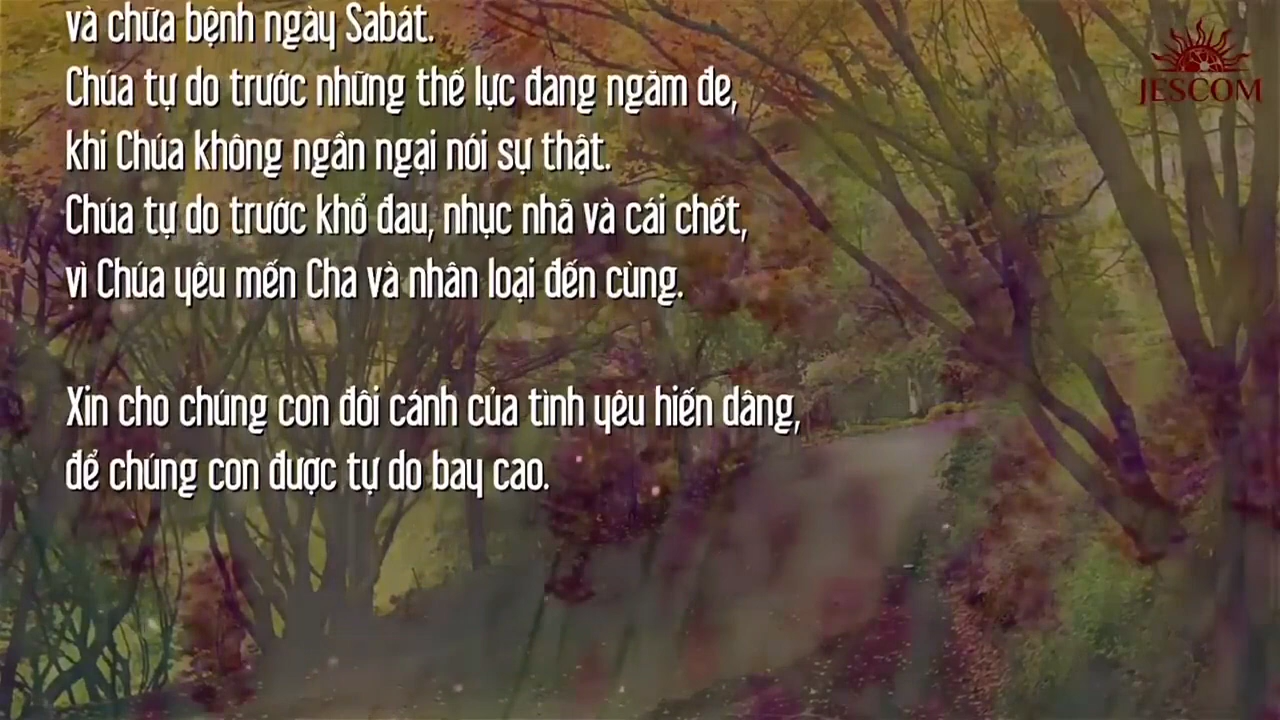 và chữa bệnh ngày Sabát.
JESCOM
Chúa tự do trước những thế lực đang ngăm đe,
khi Chúa không ngần ngại nói sự thật.
Chúa tự do trước khổ đau, nhục nhã và cái chết,
vì Chúa yêu mến Cha và nhân loại đến cùng.
Xin cho chúng con đôi cánh của tình yêu hiến dâng,
để chúng con được tự do bay cao.